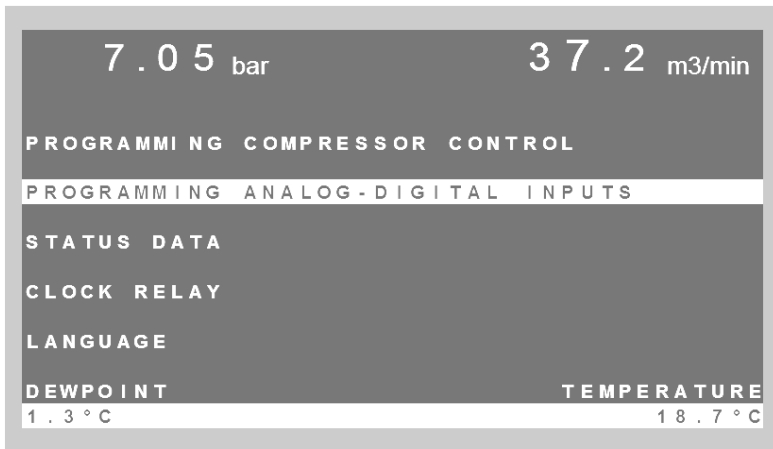 7.05 bar 37.2 m3/min
PROGRAMMING COMPRESSOR CONTROL
PROGRAMMING ANALOG-DIGITAL INPUTS
STATUS DATA
CLOCK RELAY
LANGUAGE
DEWPOINT TEMPERATURE
1.3°C 18.7°C